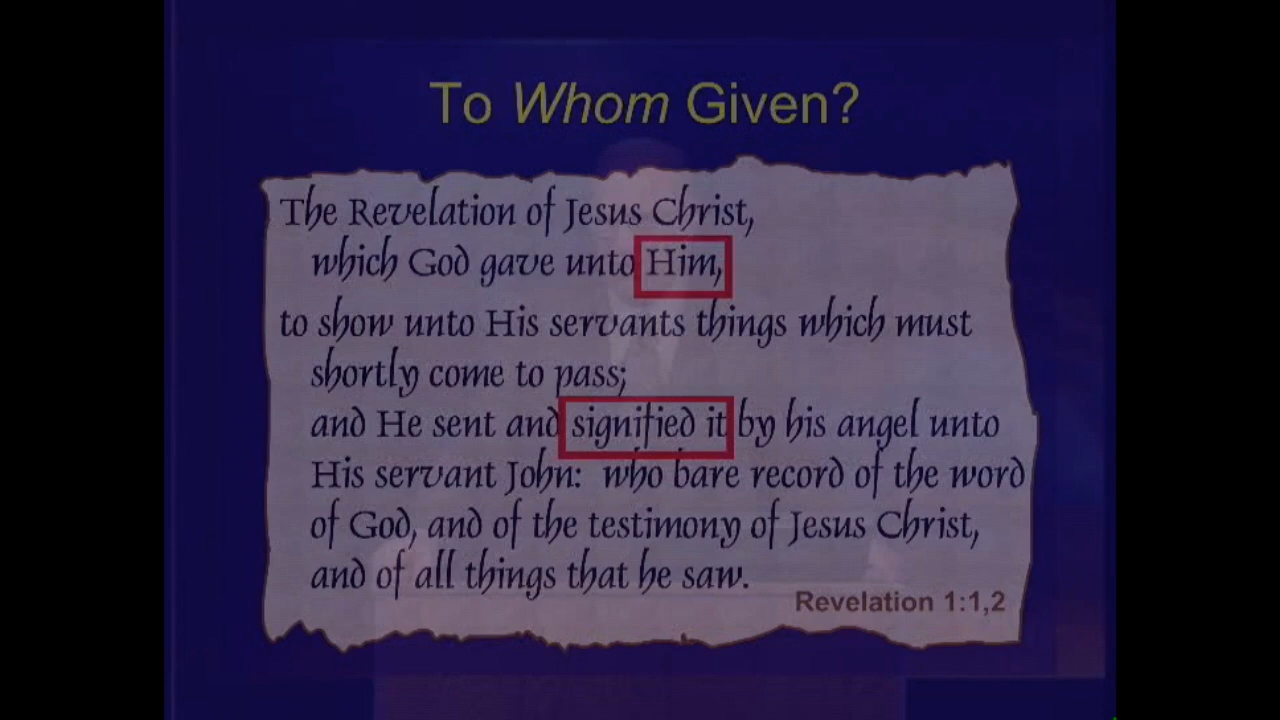 To Whom Given?
The Revelation of Jesus Christ,
which God gave unto Him,
to show unto His servants things which must
shortly come to pass;
and He sent and signified it by his angel unto
His servant John: who bare record of the word
of God, and of the testimony of Jesus Christ,
and of all things that he saw.
Revelation 1:1,2